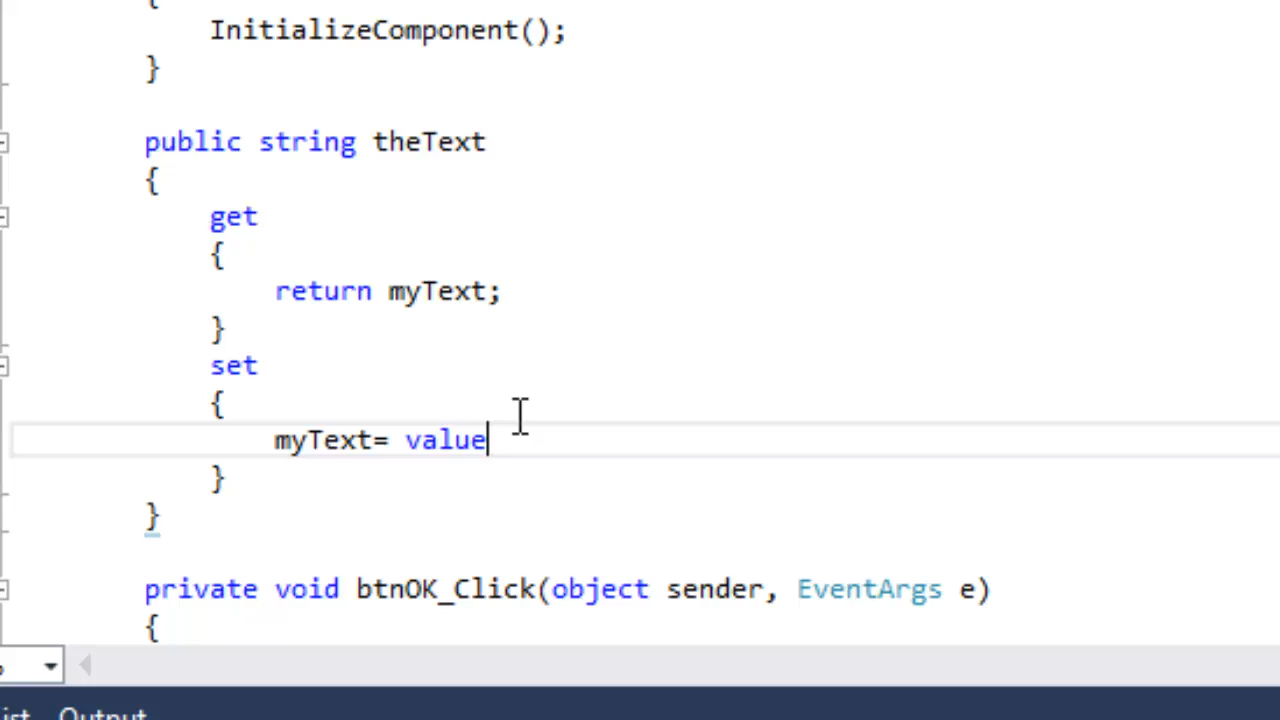 {
InitializeComponent();
}
public string theText
{
get
{
return myText;
}
set
{
myText= value
}
}
private void btnOK_Click(object sender, EventArgs e)
{
Output